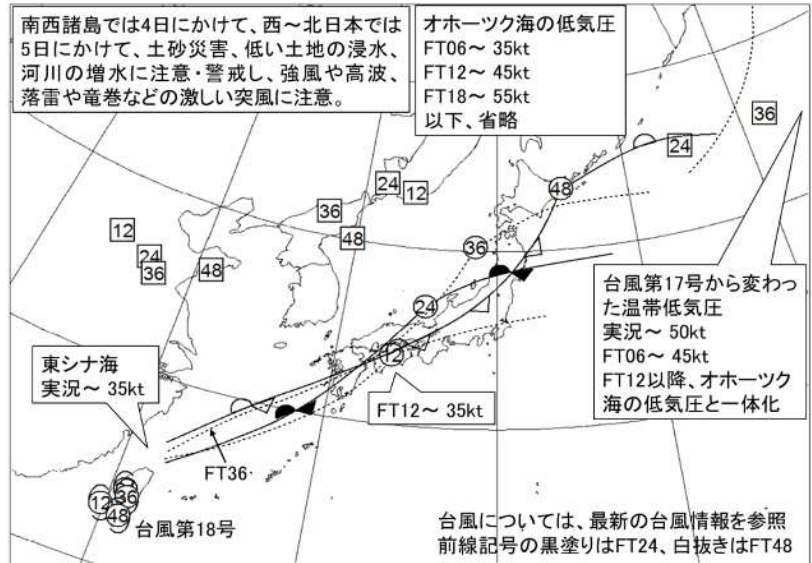 南西諸島では4日にかけて、西～北日本では
5日にかけて、土砂災害、低い土地の浸水、
河川の増水に注意・警戒し、強風や高波、
落雷や竜巻などの激しい突風に注意。
オホーツク海の低気圧
FT06～ 35kt
FT12～ 45kt
FT18～ 55kt
以下、省略
36
24
48
24
12
36
48
12
24
36
48
36
24
12
台風第17号から変わっ
た温帯低気圧
実況～ 50kt
FT06～ 45kt
FT12以降、オホーツク
海の低気圧と一体化
東シナ海
実況～ 35kt
FT12～ 35kt
FT36
12
36
48
台風第18号
台風については、最新の台風情報を参照
前線記号の黒塗りはFT24、白抜きはFT48